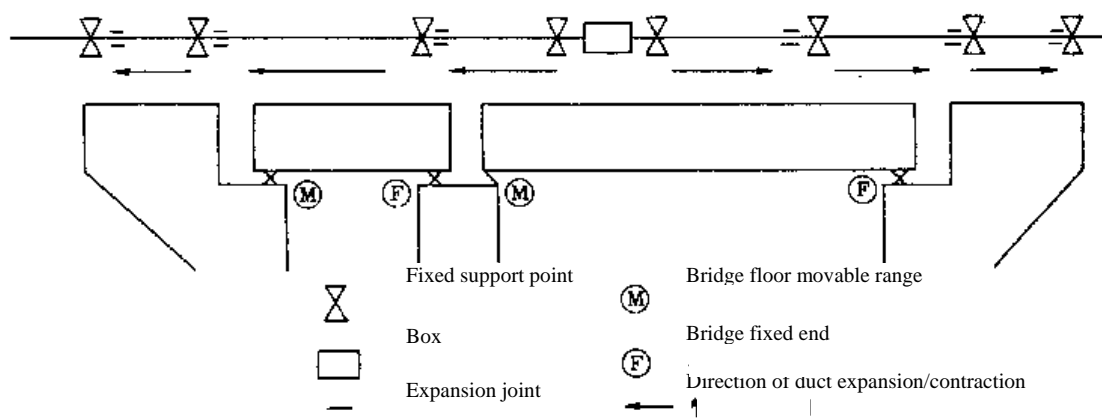 M
F
M
F
Fixed support point
Bridge floor movable range
M
Box
Bridge fixed end
F
Expansion joint
Direction of duct expansion/contraction